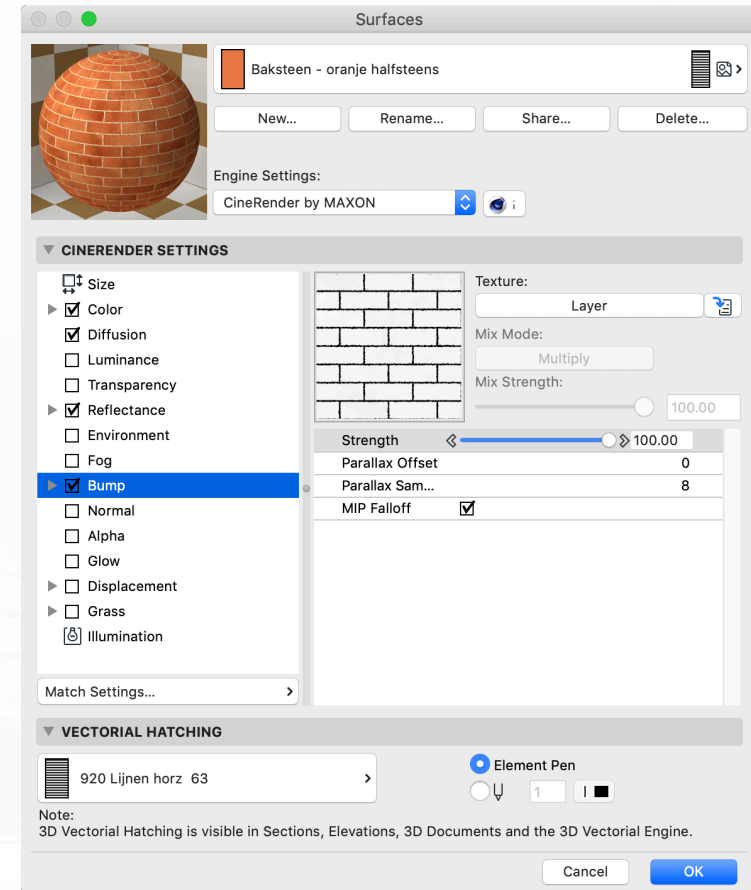 Surfaces
Baksteen - oranje halfsteens
New...
Rename...
Share...
Delete...
Engine Settings:
CineRender by MAXON
CINERENDER SETTINGS
Size
Color
Diffusion
Luminance
Transparency
Reflectance
Environment
Fog
Bump
Normal
Alpha
Glow
Displacement
Grass
Illumination
Match Settings...
Texture:
Layer
Mix Mode:
Multiply
Mix Strength:
100.00
Strength 100.00
Parallax Offset 0
Parallax Sam... 8
MIP Falloff
VECTORIAL HATCHING
920 Lijnen horz 63
Element Pen
1
Note:
3D Vectorial Hatching is visible in Sections, Elevations, 3D Documents and the 3D Vectorial Engine.
Cancel
OK